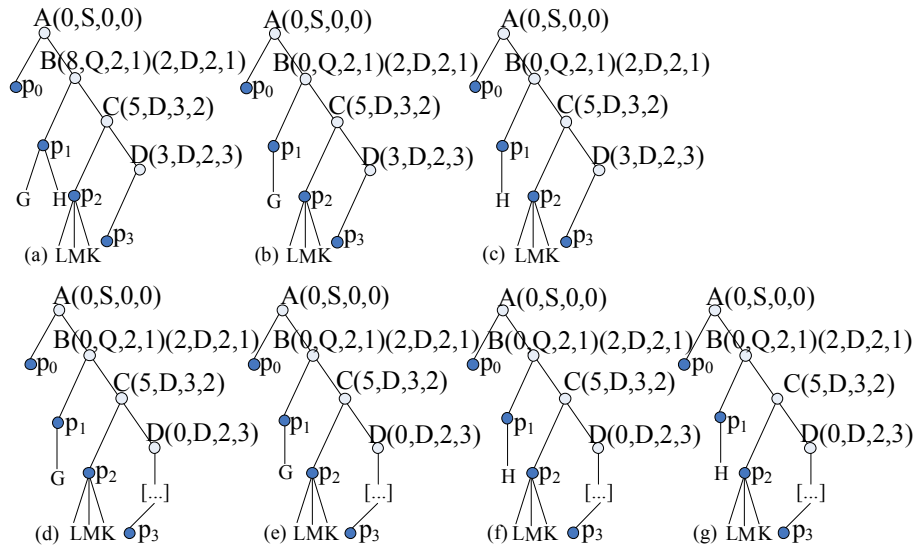 A(0,S,0,0) A(0,S,0,0) A(0,S,0,0)
B(8,Q,2,1)(2,D,2,1) B(0,Q,2,1)(2,D,2,1) B(0,Q,2,1)(2,D,2,1)
p0 p0 p0
C(5,D,3,2) C(5,D,3,2) C(5,D,3,2)
p1 D(3,D,2,3) p1 D(3,D,2,3) p1 D(3,D,2,3)
G H p2 G p2 H p2
(a) LMK p3 (b) LMK p3 (c) LMK p3
A(0,S,0,0) A(0,S,0,0) A(0,S,0,0) A(0,S,0,0)
B(0,Q,2,1)(2,D,2,1) B(0,Q,2,1)(2,D,2,1) B(0,Q,2,1)(2,D,2,1) B(0,Q,2,1)(2,D,2,1)
p0 p0 p0 p0
C(5,D,3,2) C(5,D,3,2) C(5,D,3,2) C(5,D,3,2)
p1 D(0,D,2,3) p1 D(0,D,2,3) p1 D(0,D,2,3) p1 D(0,D,2,3)
G p2 [...] G p2 [...] H p2 [...] H p2 [...]
(d) LMK p3 (e) LMK p3 (f) LMK p3 (g) LMK p3